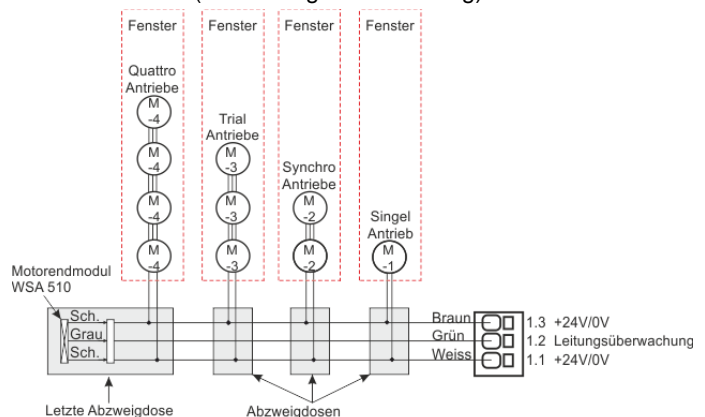 Fenster Fenster Fenster Fenster
Quattro
Antriebe
M
-4
M
-4
M
-4
M
-4
Trial
Antriebe
M
-3
M
-3
M
-3
Synchro
Antriebe
M
-2
M
-2
Singel
Antrieb
M
-1
Motorendmodul
WSA 510
Sch.
Grau
Sch.
Braun
Grün
Weiss
1.3 +24V/0V
1.2 Leitungsüberwachung
1.1 +24V/0V
Letzte Abzweigdose
Abzweigdosen